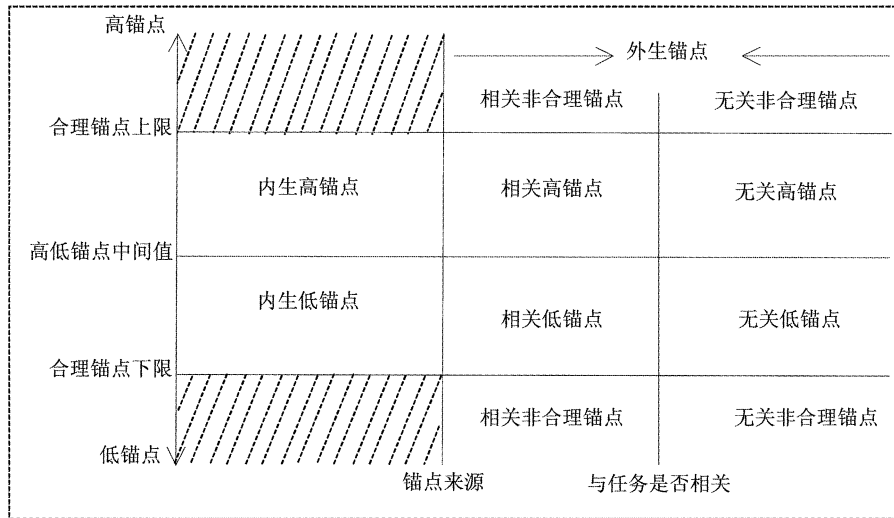 高锚点
外生锚点
相关非合理锚点 无关非合理锚点
合理锚点上限
内生高锚点 相关高锚点 无关高锚点
高低锚点中间值
内生低锚点 相关低锚点 无关低锚点
合理锚点下限
相关非合理锚点 无关非合理锚点
低锚点
锚点来源 与任务是否相关